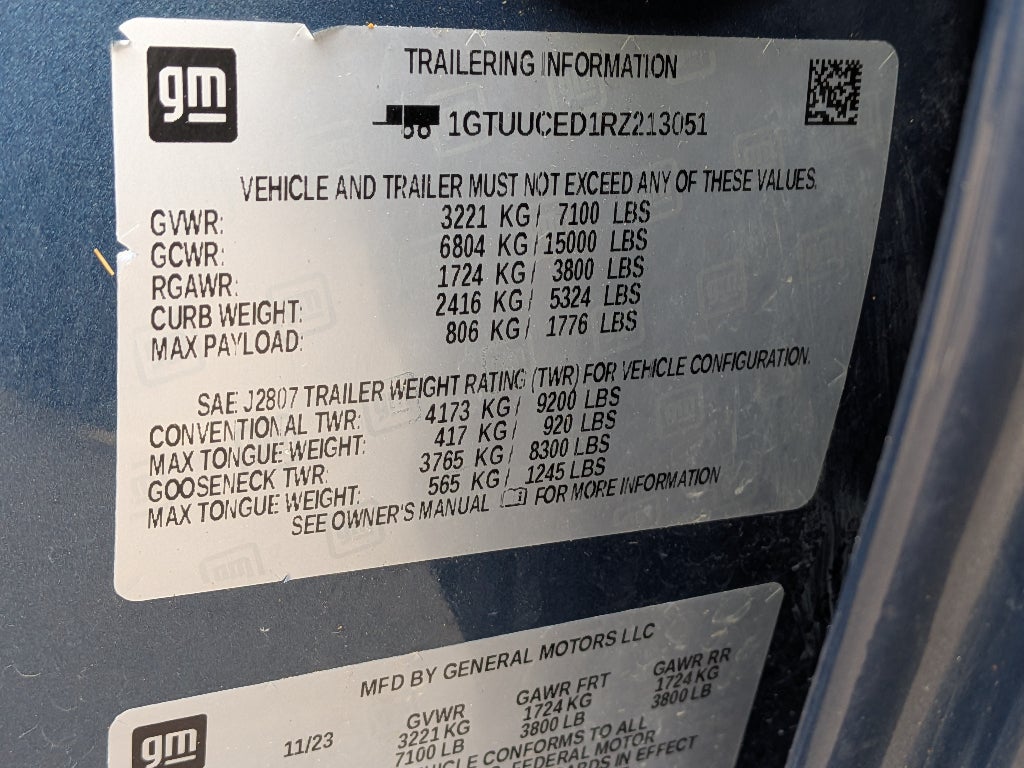 gm
TRAILERING INFORMATION
1GTUUCED1RZ213051
VEHICLE AND TRAILER MUST NOT EXCEED ANY OF THESE VALUES.
GVWR: 3221 KG / 7100 LBS
GCWR: 6804 KG / 15000 LBS
RGAWR: 1724 KG / 3800 LBS
CURB WEIGHT: 2416 KG / 5324 LBS
MAX PAYLOAD: 806 KG / 1776 LBS
SAE J2807 TRAILER WEIGHT RATING (TWR) FOR VEHICLE CONFIGURATION.
CONVENTIONAL TWR: 4173 KG / 9200 LBS
MAX TONGUE WEIGHT: 417 KG / 920 LBS
GOOSENECK TWR: 3765 KG / 8300 LBS
MAX TONGUE WEIGHT: 565 KG / 1245 LBS
SEE OWNER'S MANUAL FOR MORE INFORMATION
MFD BY GENERAL MOTORS LLC
gm
11/23
GVWR GAWR FRT GAWR RR
3221 KG 1724 KG 1724 KG
7100 LB 3800 LB 3800 LB
CONFORMS TO ALL
FEDERAL MOTOR
IN EFFECT